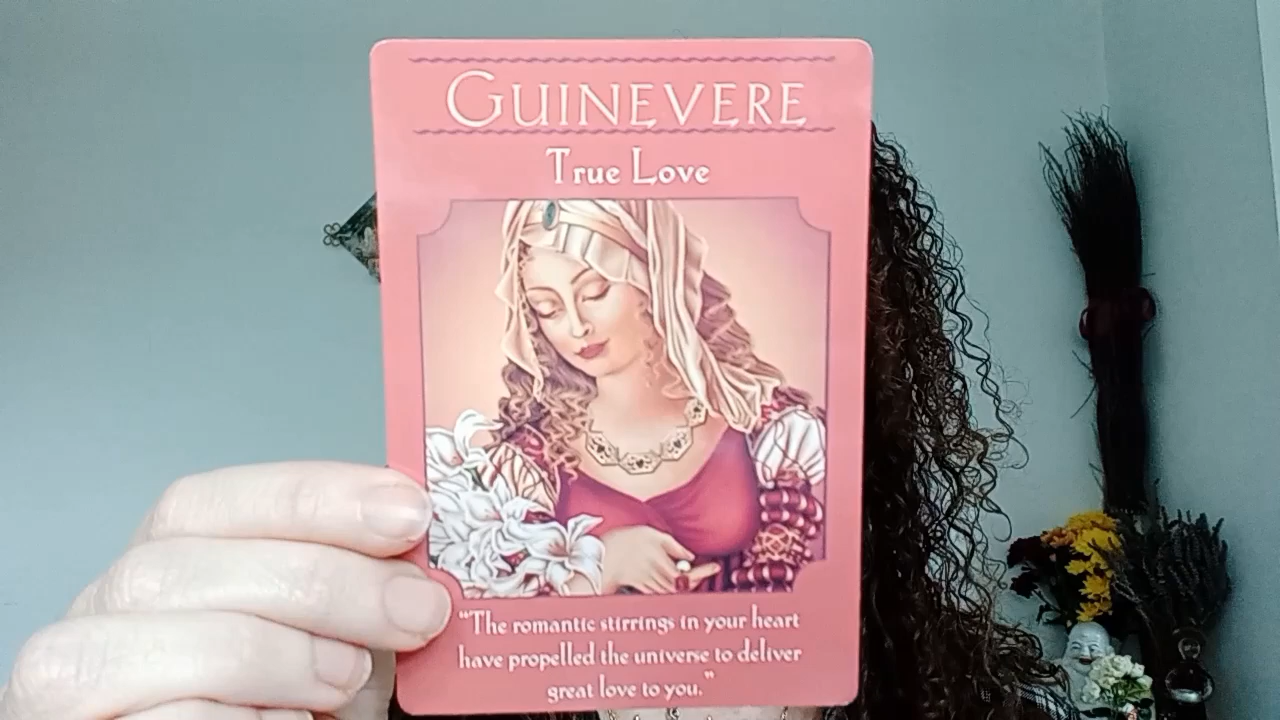 GUINEVERE
True Love
“The romantic stirrings in your heart
have propelled the universe to deliver
great love to you.”